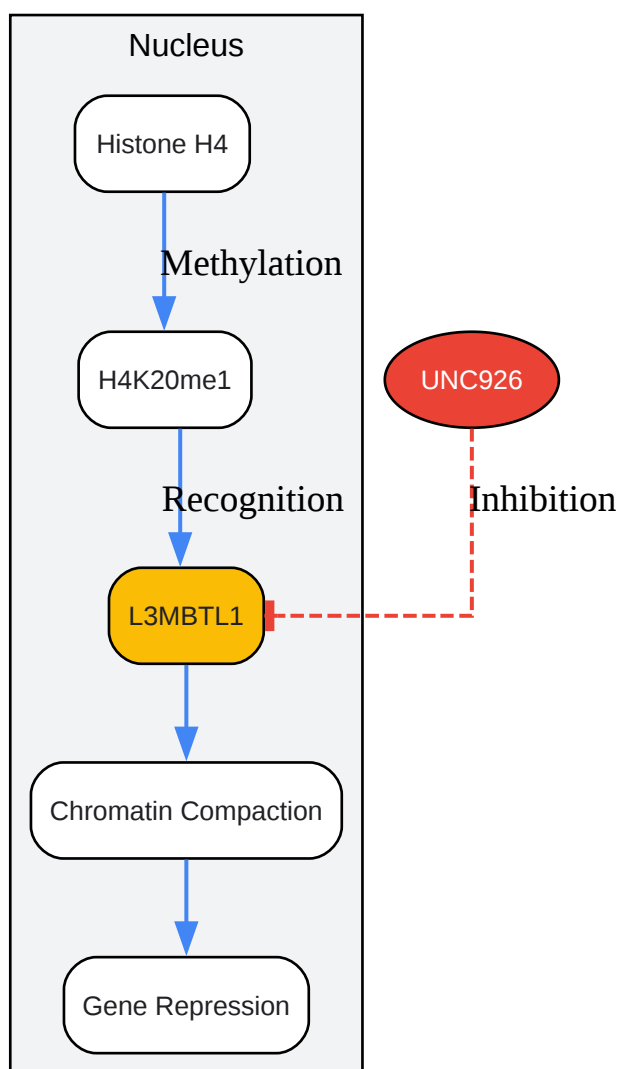 Nucleus
Histone H4
Methylation
H4K20me1
UNC926
Recognition
Inhibition
L3MBTL1
Chromatin Compaction
Gene Repression